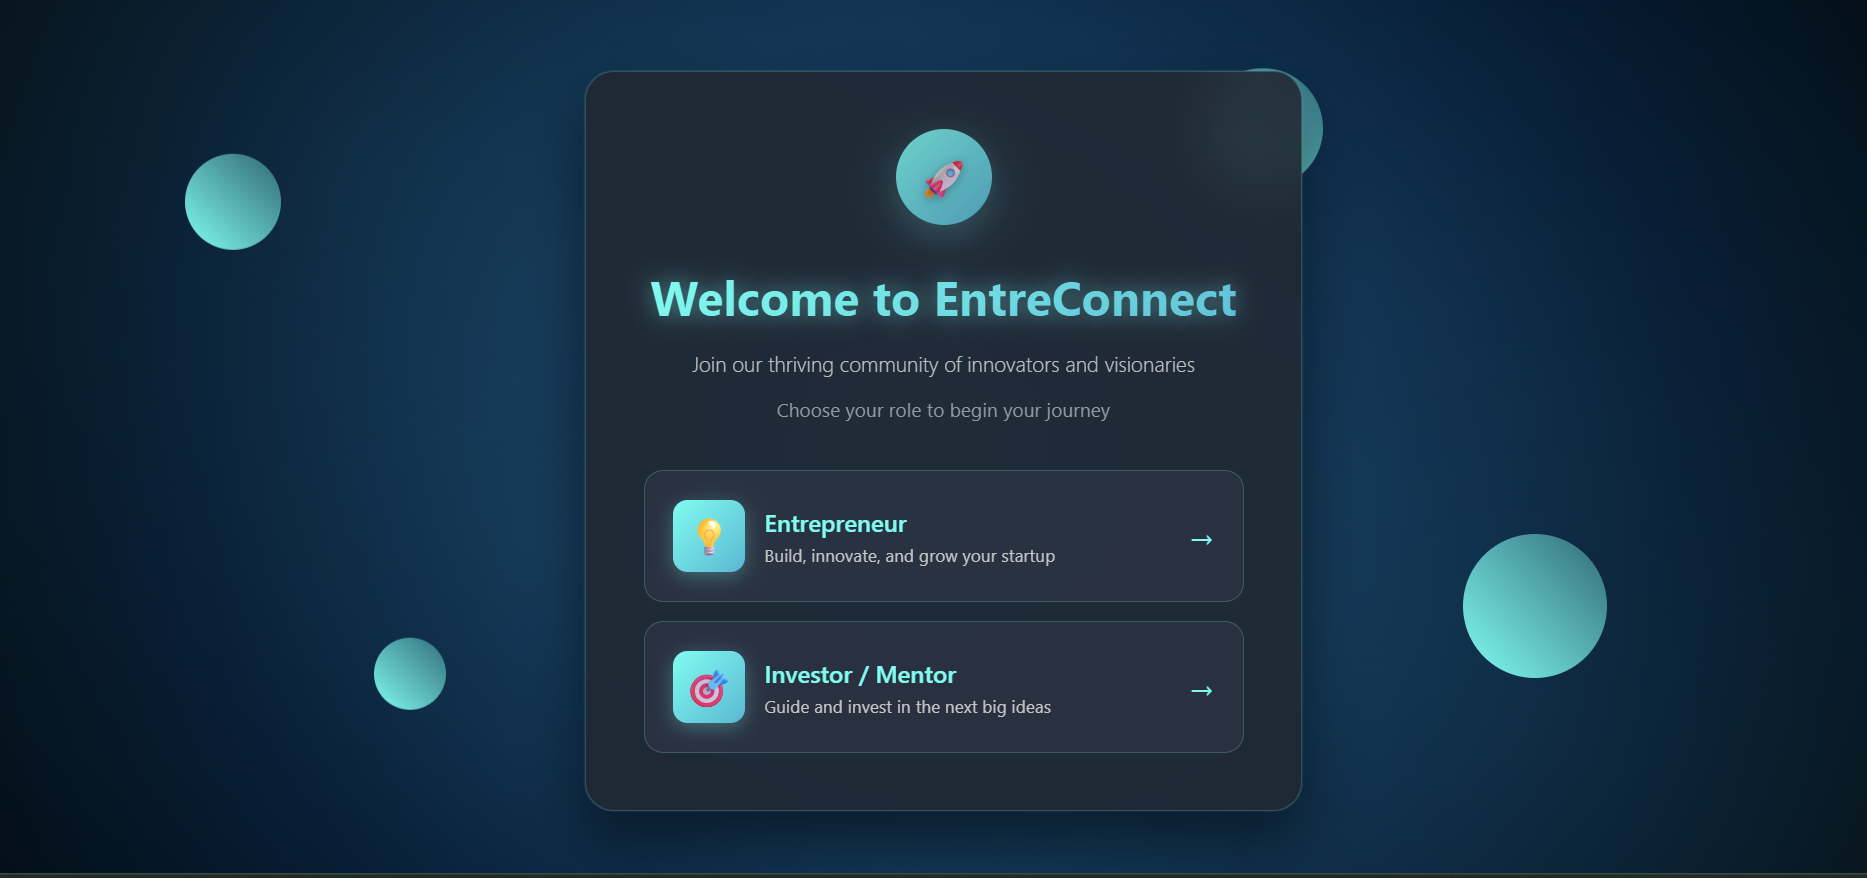 Welcome to EntreConnect
Join our thriving community of innovators and visionaries
Choose your role to begin your journey
Entrepreneur
Build, innovate, and grow your startup
→
Investor / Mentor
Guide and invest in the next big ideas
→